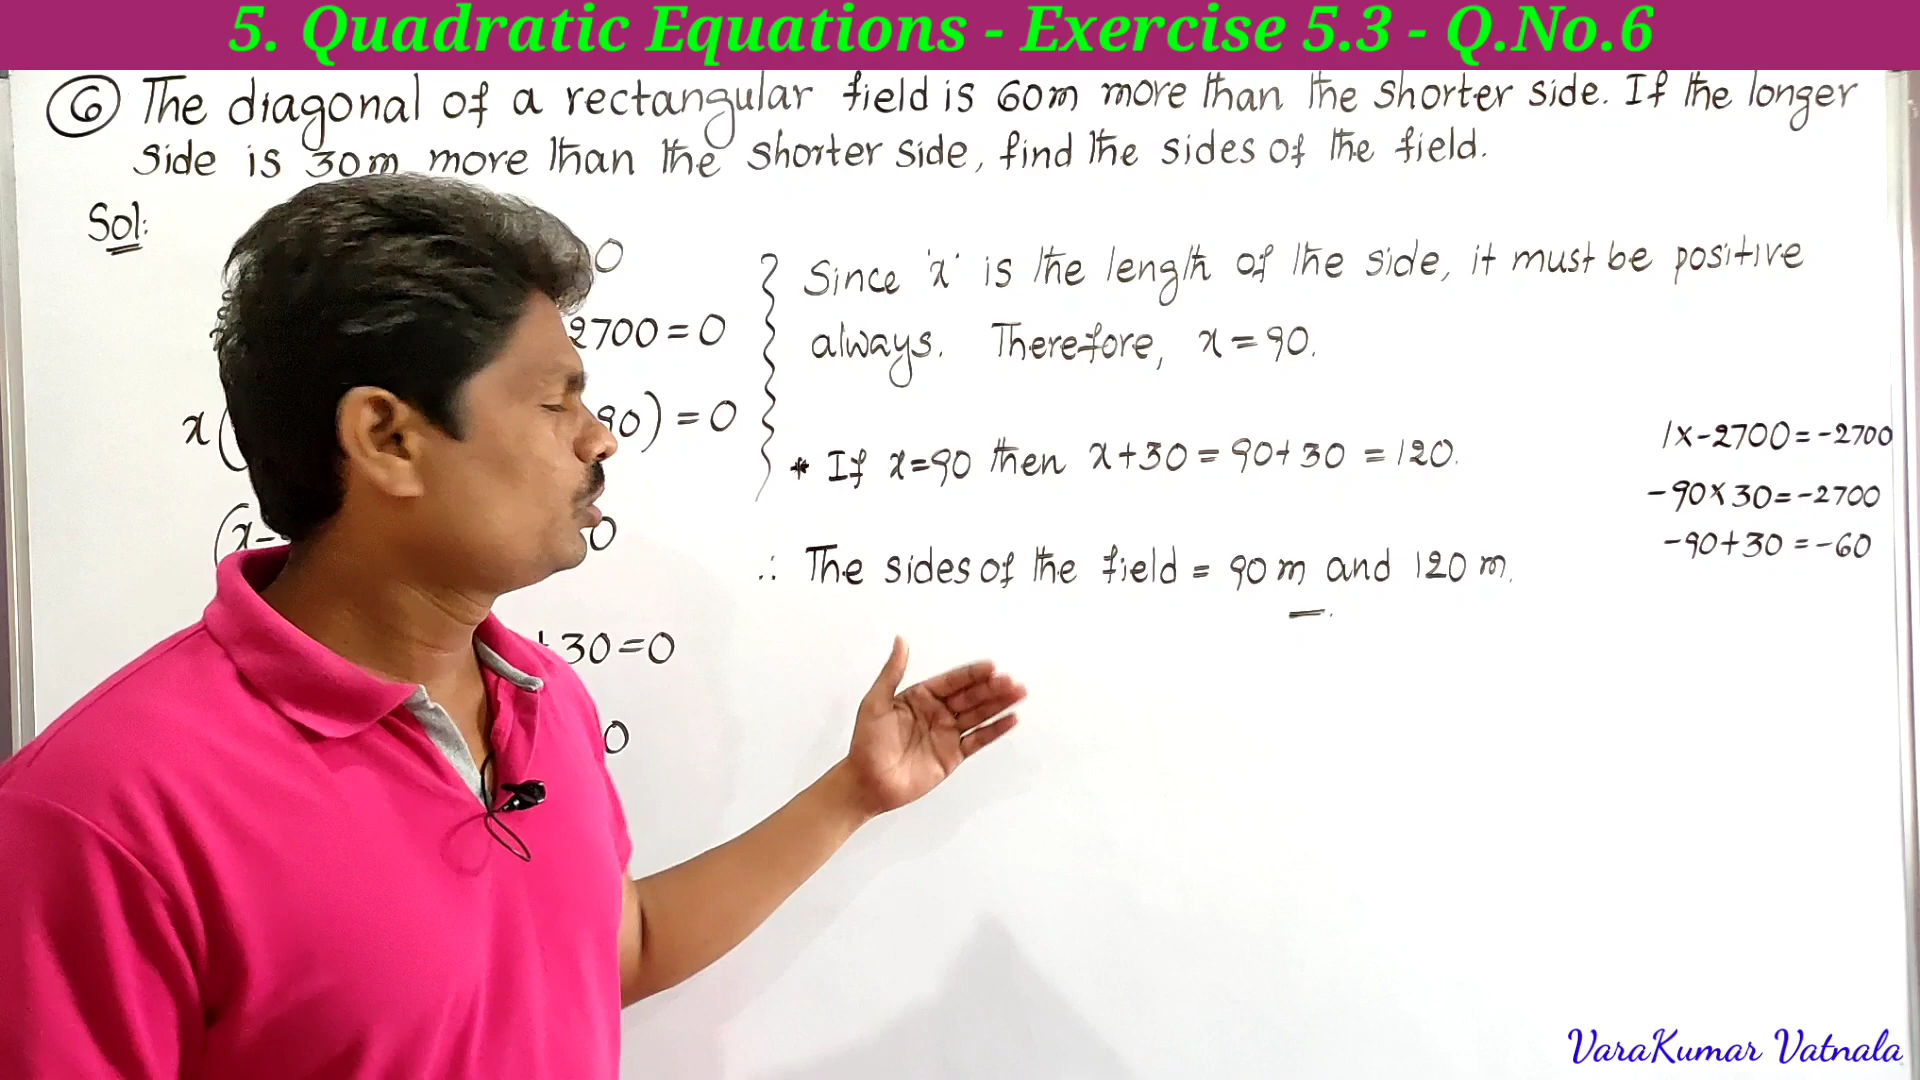 5. Quadratic Equations - Exercise 5.3 - Q.No.6
6 The diagonal of a rectangular field is 60m more than the shorter side. If the longer
side is 30m more than the shorter side, find the sides of the field.
Sol:
0
2700 = 0
x( 90) = 0
(x- 0
+30=0
0
Since 'x' is the length of the side, it must be positive
always. Therefore, x = 90.
* If x=90 then x+30 = 90+30 = 120.
∴ The sides of the field = 90 m and 120 m.
1x-2700=-2700
-90x30=-2700
-90+30=-60
VaraKumar Vatnala